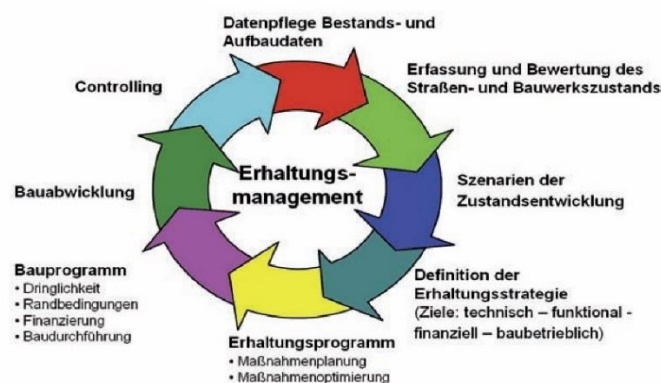 Datenpflege Bestands- und
Aufbaudaten
Erfassung und Bewertung des
Straßen- und Bauwerkszustands
Szenarien der
Zustandsentwicklung
Definition der
Erhaltungsstrategie
(Ziele: technisch – funktional -
finanziell – baubetrieblich)
Erhaltungsprogramm
• Maßnahmenplanung
• Maßnahmenoptimierung
Bauprogramm
• Dringlichkeit
• Randbedingungen
• Finanzierung
• Baudurchführung
Bauabwicklung
Controlling
Erhaltungs-
management